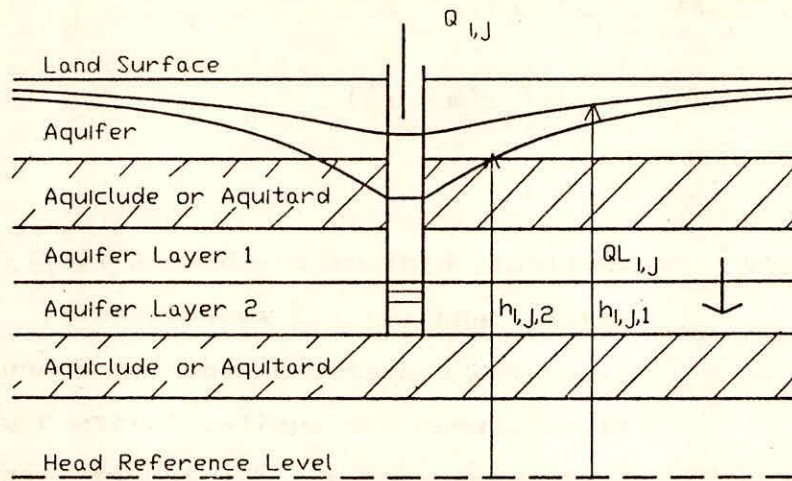 Q I,J
Land Surface
Aquifer
Aquiclude or Aquitard
Aquifer Layer 1
QL I,J
Aquifer Layer 2
h I,J,2
h I,J,1
Aquiclude or Aquitard
Head Reference Level